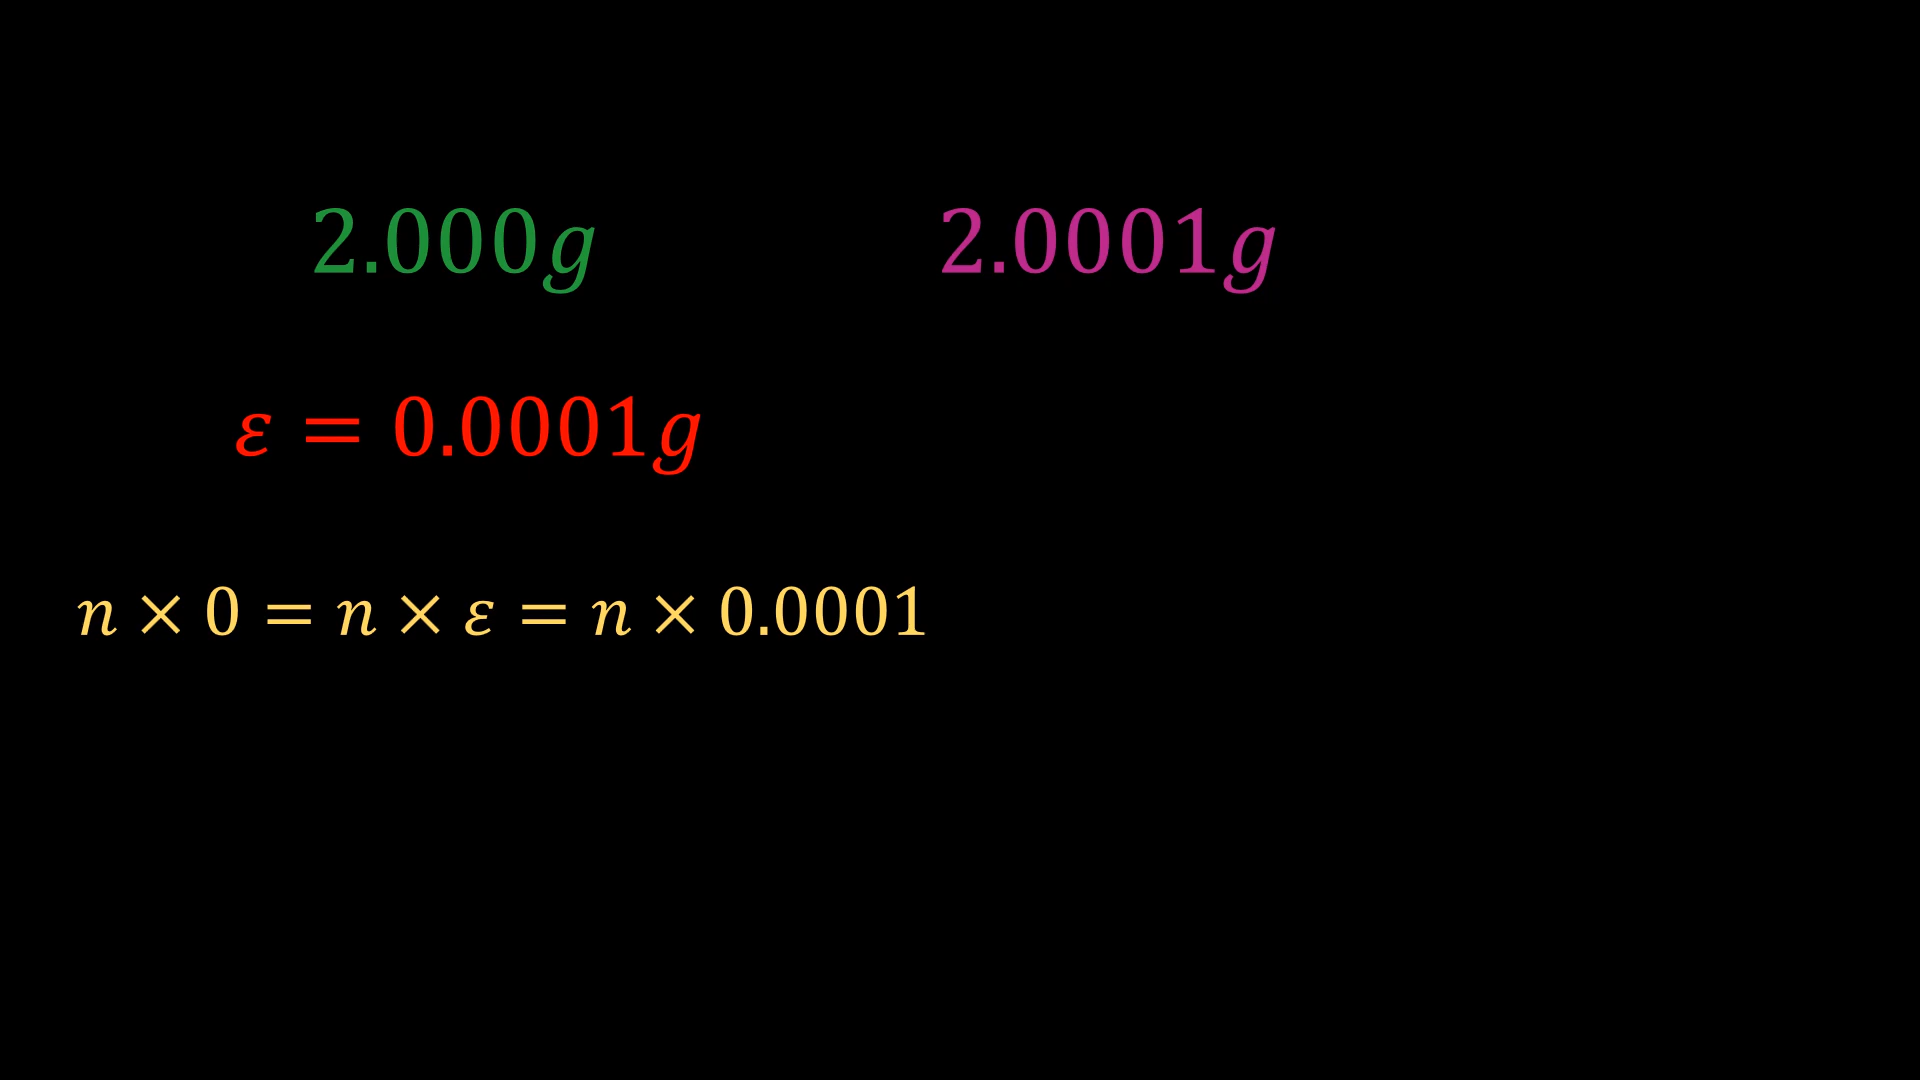 2.000g 2.0001g
ε = 0.0001g
n × 0 = n × ε = n × 0.0001